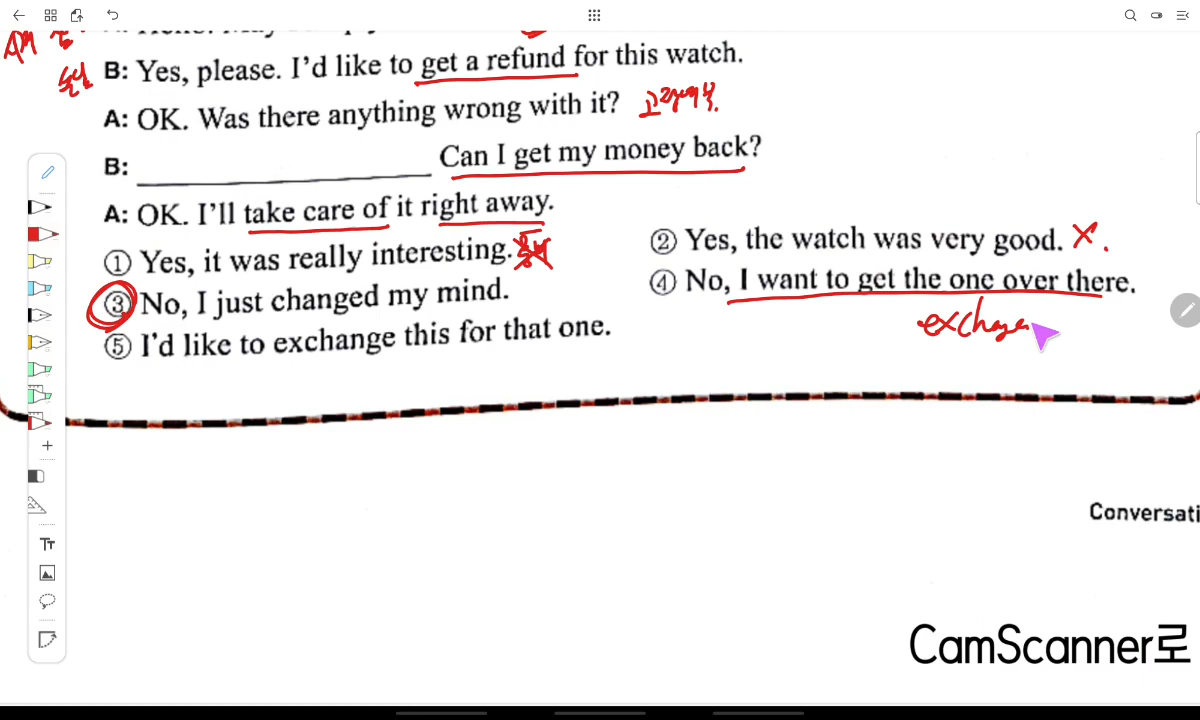 B: Yes, please. I'd like to get a refund for this watch.
A: OK. Was there anything wrong with it?
B: ____________________ Can I get my money back?
A: OK. I'll take care of it right away.
① Yes, it was really interesting.
② Yes, the watch was very good. X.
③ No, I just changed my mind.
④ No, I want to get the one over there.
⑤ I'd like to exchange this for that one.
Conversati
CamScanner로
TT